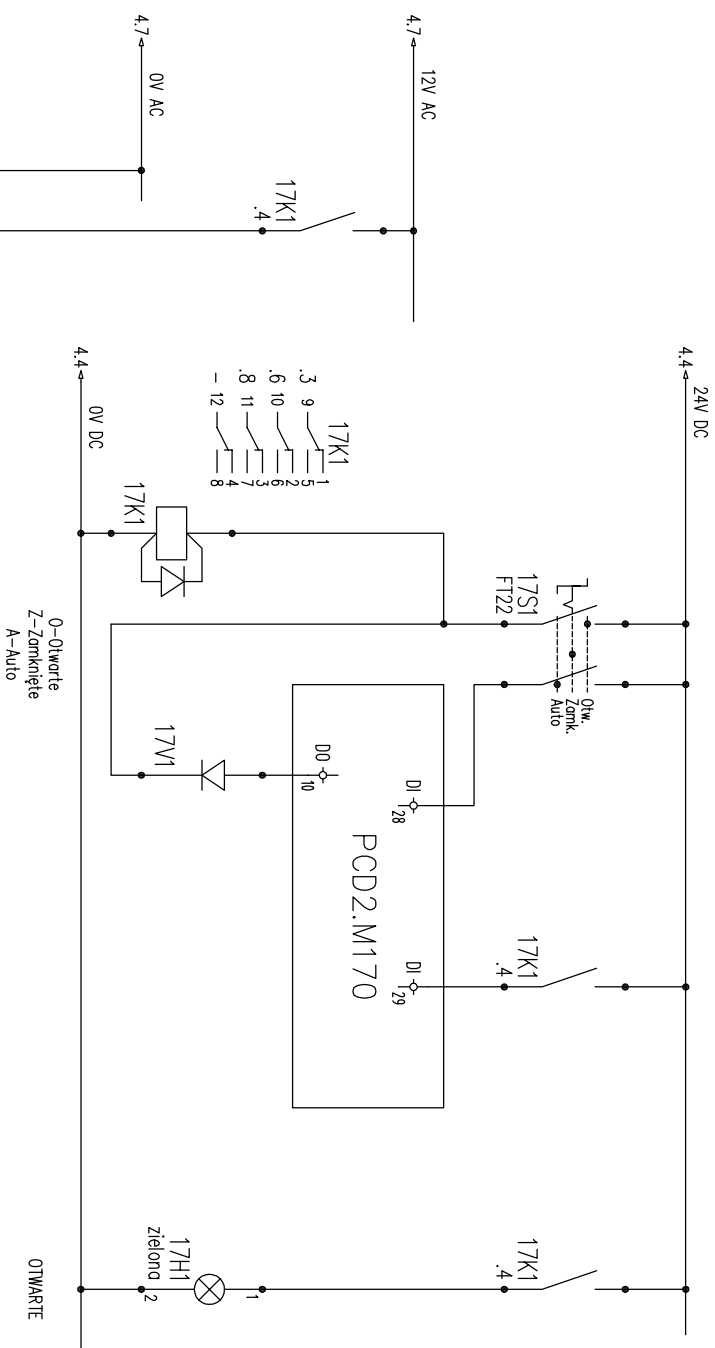 4.7
12V AC
4.7
0V AC
17K1
.4
4.4
24V DC
17S1
FT22
Otw.
Zamk.
Auto
17K1
1
.3 9 5
2
.6 10 6
3
.8 11 7
4
- 12 8
17K1
17V1
DO
10
DI
28
PCD2.M170
DI
29
17K1
.4
17K1
.4
17H1
zielona
1
2
4.4
0V DC
O-Otwarte
Z-Zamknięte
A-Auto
OTWARTE